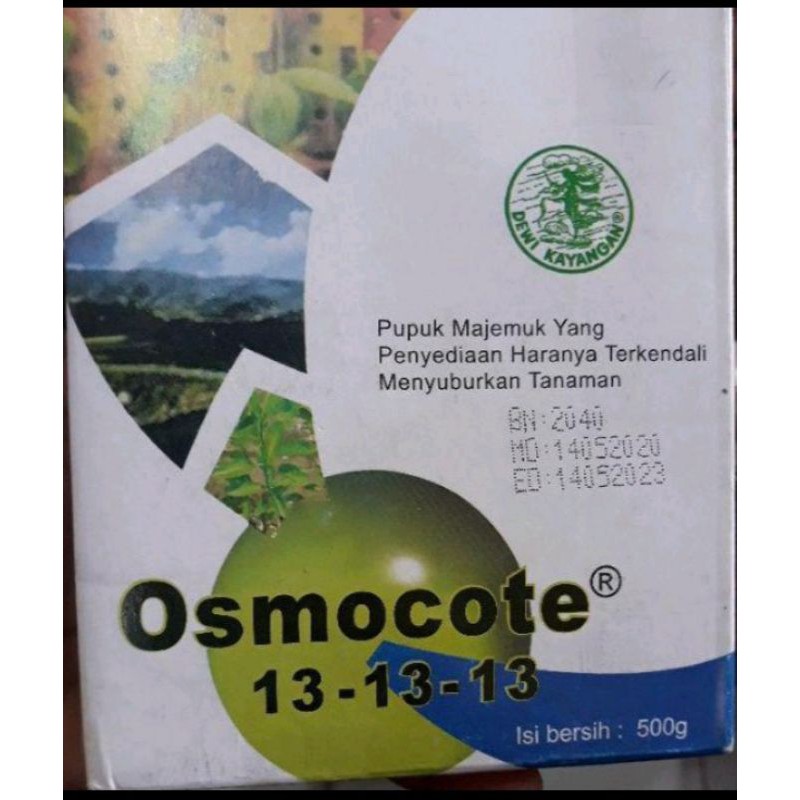 DEWI KAYANGAN®
Pupuk Majemuk Yang
Penyediaan Haranya Terkendali
Menyuburkan Tanaman
BN:2040
MD:14052020
ED:14052023
Osmocote®
13-13-13
Isi bersih : 500g